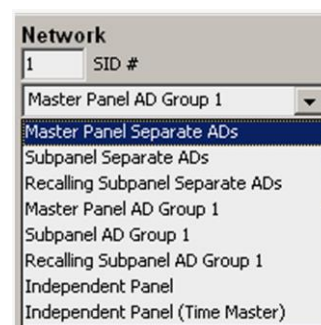 Network
1 SID #
Master Panel AD Group 1
Master Panel Separate ADs
Subpanel Separate ADs
Recalling Subpanel Separate ADs
Master Panel AD Group 1
Subpanel AD Group 1
Recalling Subpanel AD Group 1
Independent Panel
Independent Panel (Time Master)